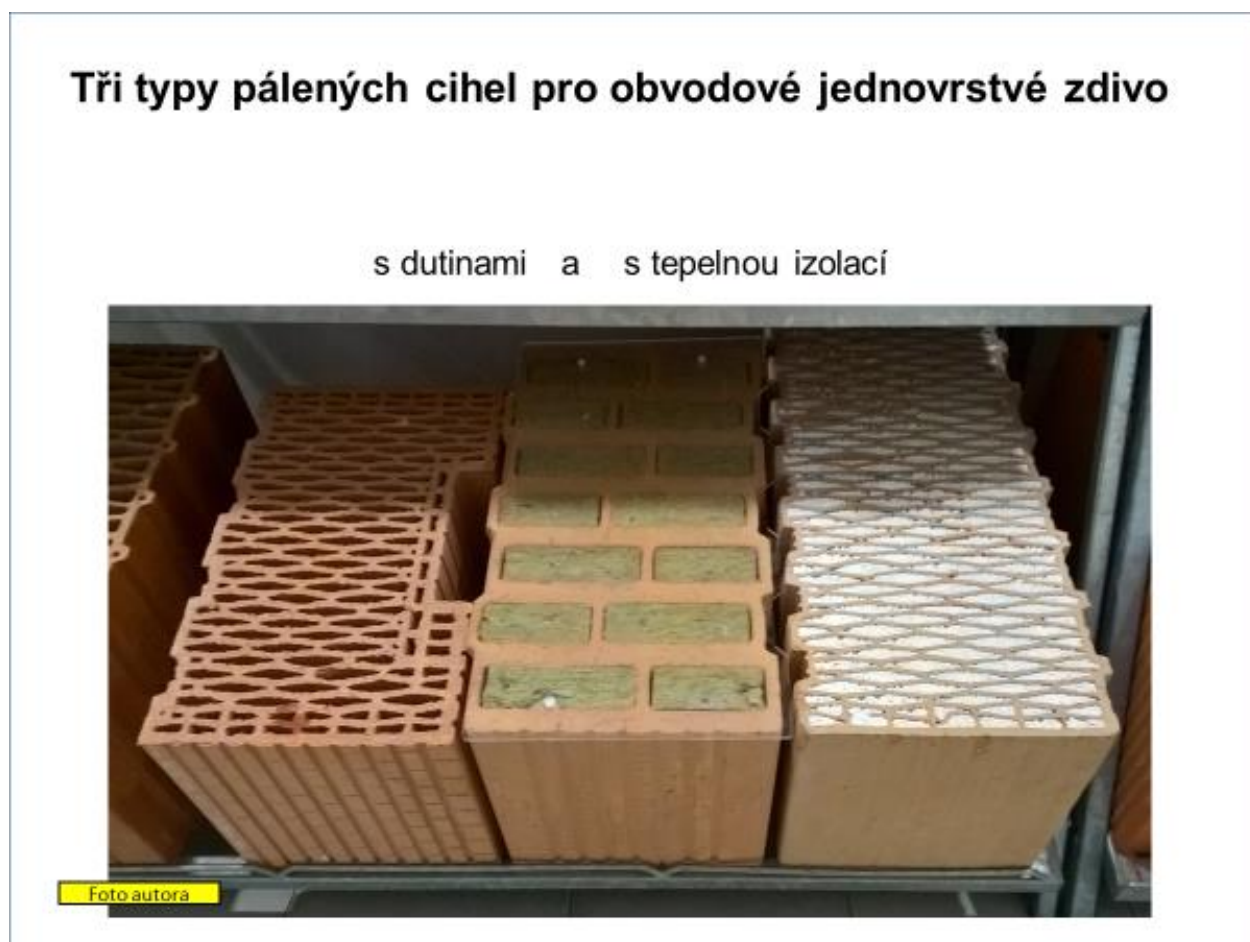 Tři typy pálených cihel pro obvodové jednovrstvé zdivo
s dutinami a s tepelnou izolací
Foto autora